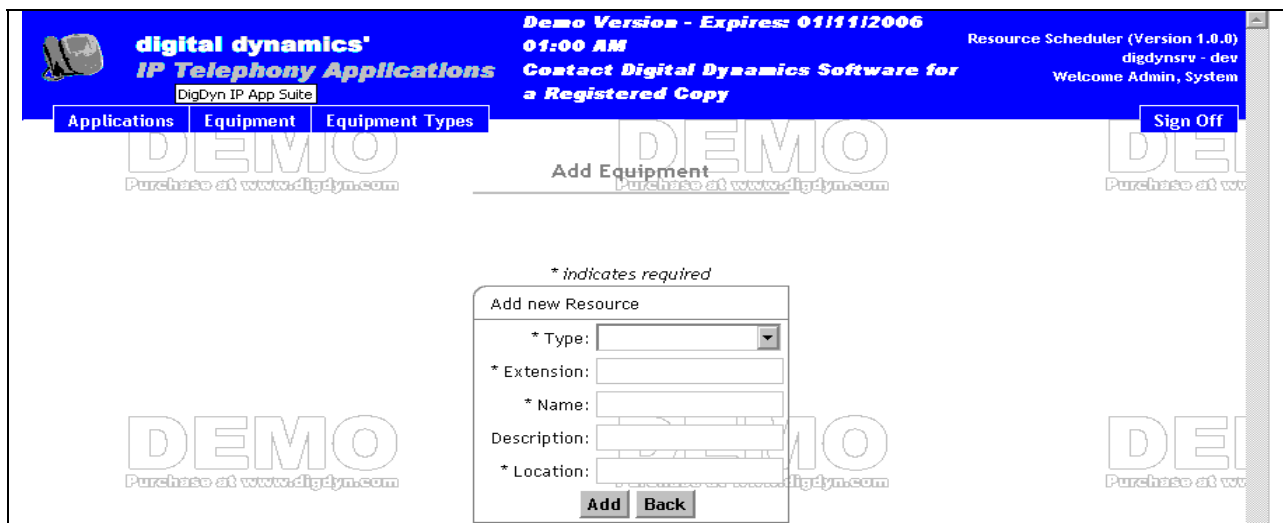 digital dynamics'
IP Telephony Applications
DigDyn IP App Suite
Demo Version - Expires: 01/11/2006
01:00 AM
Contact Digital Dynamics Software for
a Registered Copy
Resource Scheduler (Version 1.0.0)
digdynsrv - dev
Welcome Admin, System
Applications Equipment Equipment Types Sign Off
DEMO DEMO DE
Purchase at www.digdyn.com Purchase at www.digdyn.com Purchase at
Add Equipment
* indicates required
Add new Resource
* Type:
* Extension:
* Name:
Description:
* Location:
DEMO DE
Purchase at www.digdyn.com digdyn.com Purchase at
Add Back